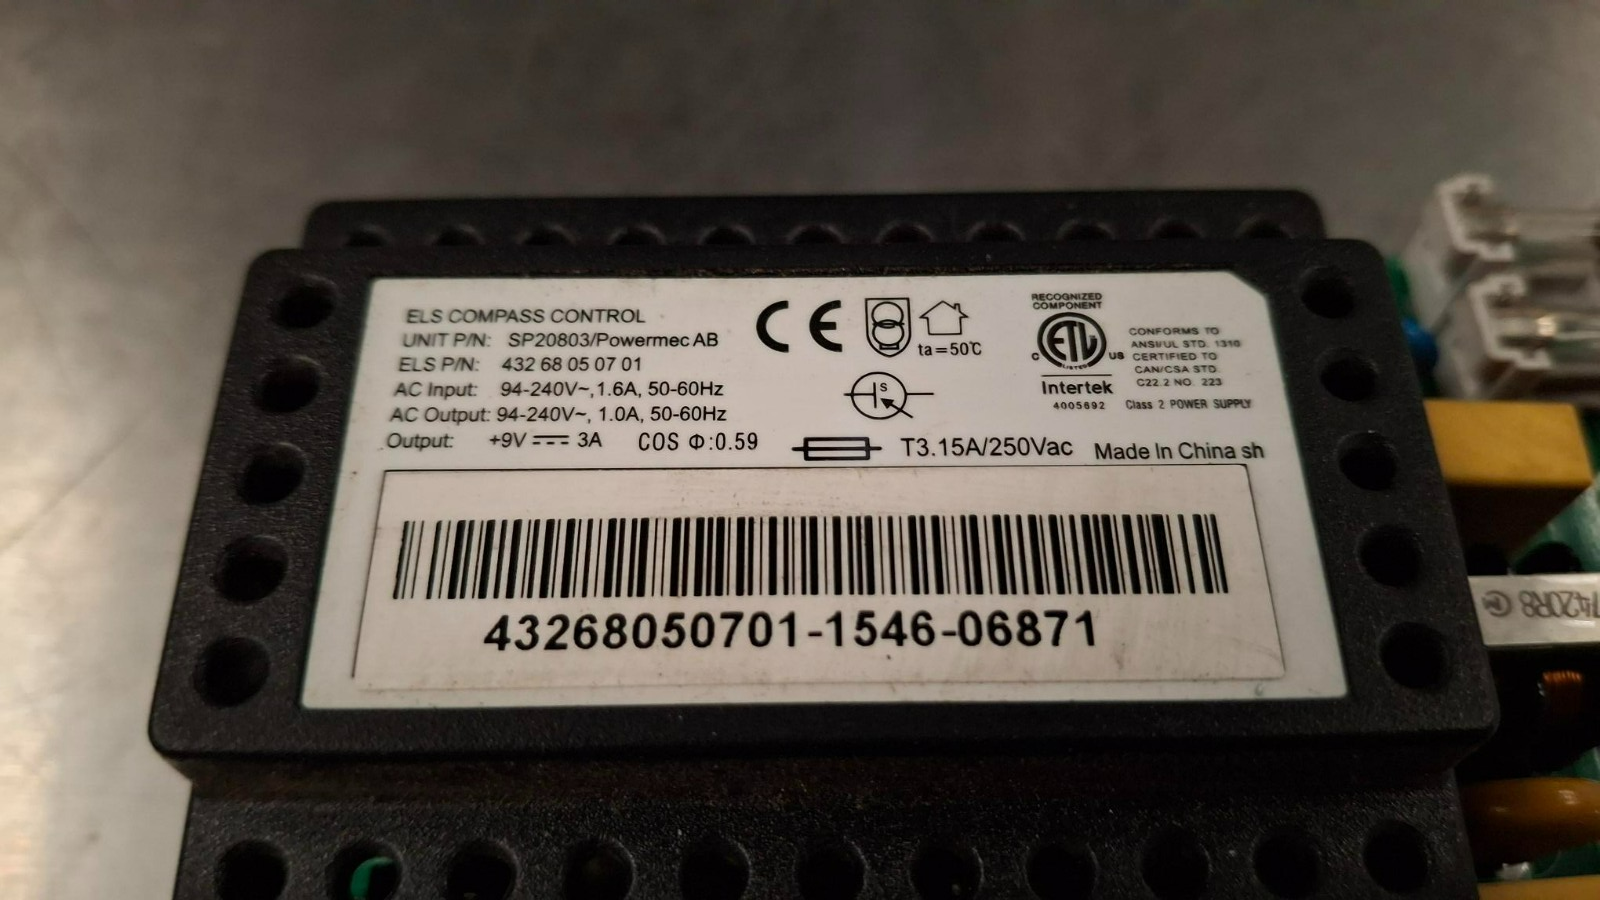 ELS COMPASS CONTROL
UNIT P/N: SP20803/Powermec AB
ELS P/N: 432 68 05 07 01
AC Input: 94-240V~,1.6A, 50-60Hz
AC Output: 94-240V~, 1.0A, 50-60Hz
Output: +9V 3A COS Φ:0.59
CE
ta=50℃
S
RECOGNIZED
COMPONENT
C ETL US
LISTED
Intertek
4005692
CONFORMS TO
ANSI/UL STD. 1310
CERTIFIED TO
CAN/CSA STD.
C22.2 NO. 223
Class 2 POWER SUPPLY
T3.15A/250Vac
Made In China sh
43268050701-1546-06871